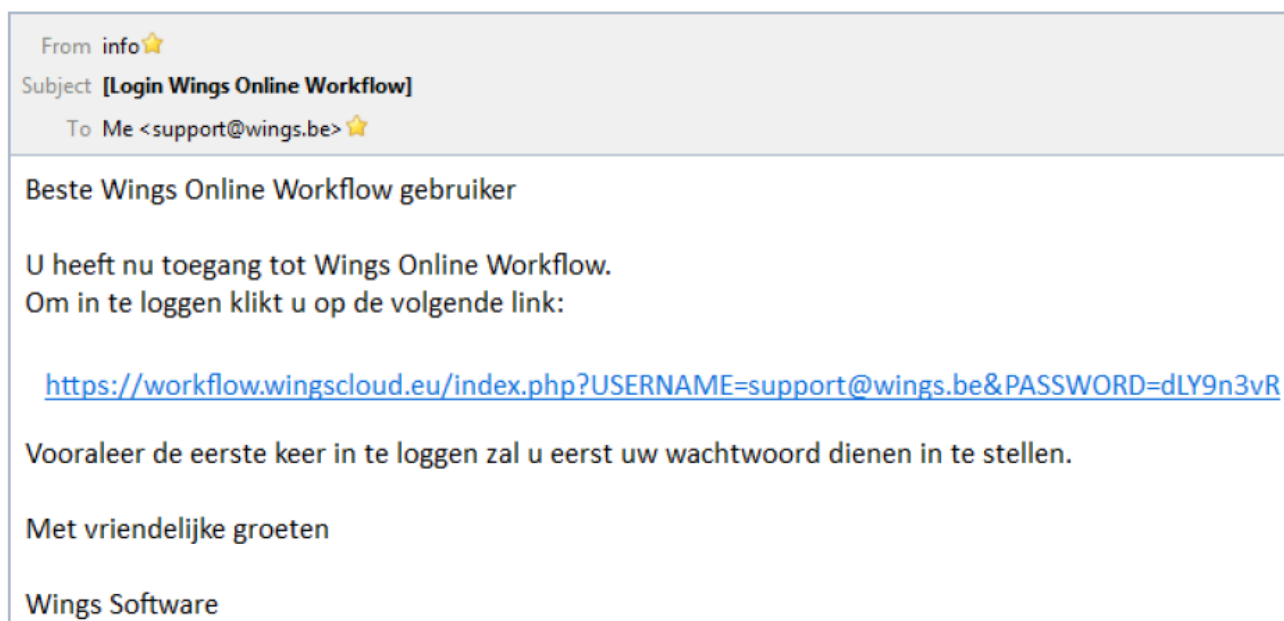 From info
Subject [Login Wings Online Workflow]
To Me <support@wings.be>
Beste Wings Online Workflow gebruiker
U heeft nu toegang tot Wings Online Workflow.
Om in te loggen klikt u op de volgende link:
https://workflow.wingscloud.eu/index.php?USERNAME=support@wings.be&PASSWORD=dLY9n3vR
Vooraleer de eerste keer in te loggen zal u eerst uw wachtwoord dienen in te stellen.
Met vriendelijke groeten
Wings Software